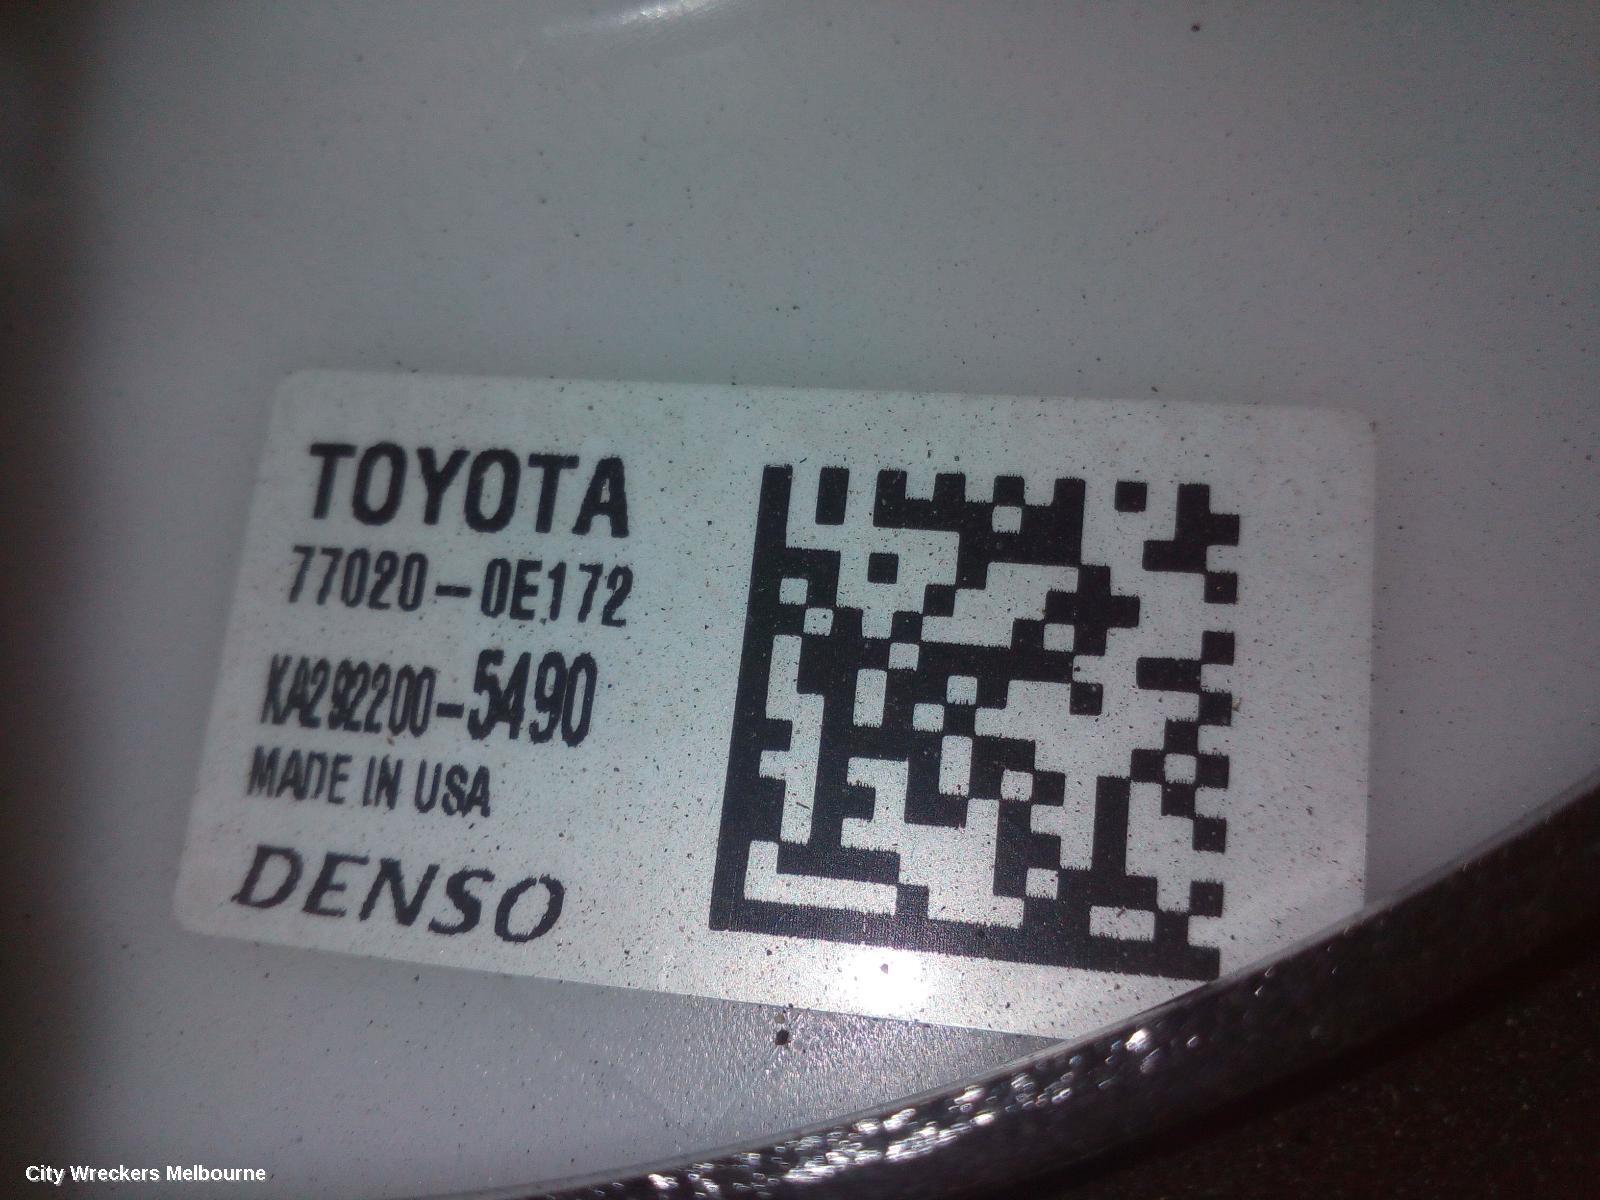 TOYOTA
77020-0E172
KA292200-5490
MADE IN USA
DENSO
City Wreckers Melbourne